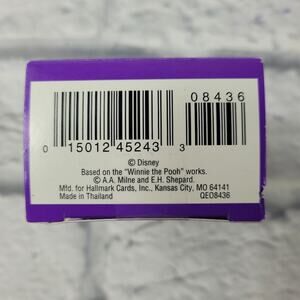 08436
0 15012 45243 3
© Disney
Based on the "Winnie the Pooh" works.
© A.A. Milne and E.H. Shepard.
Mfd. for Hallmark Cards, Inc., Kansas City, MO 64141
Made in Thailand QEO8436